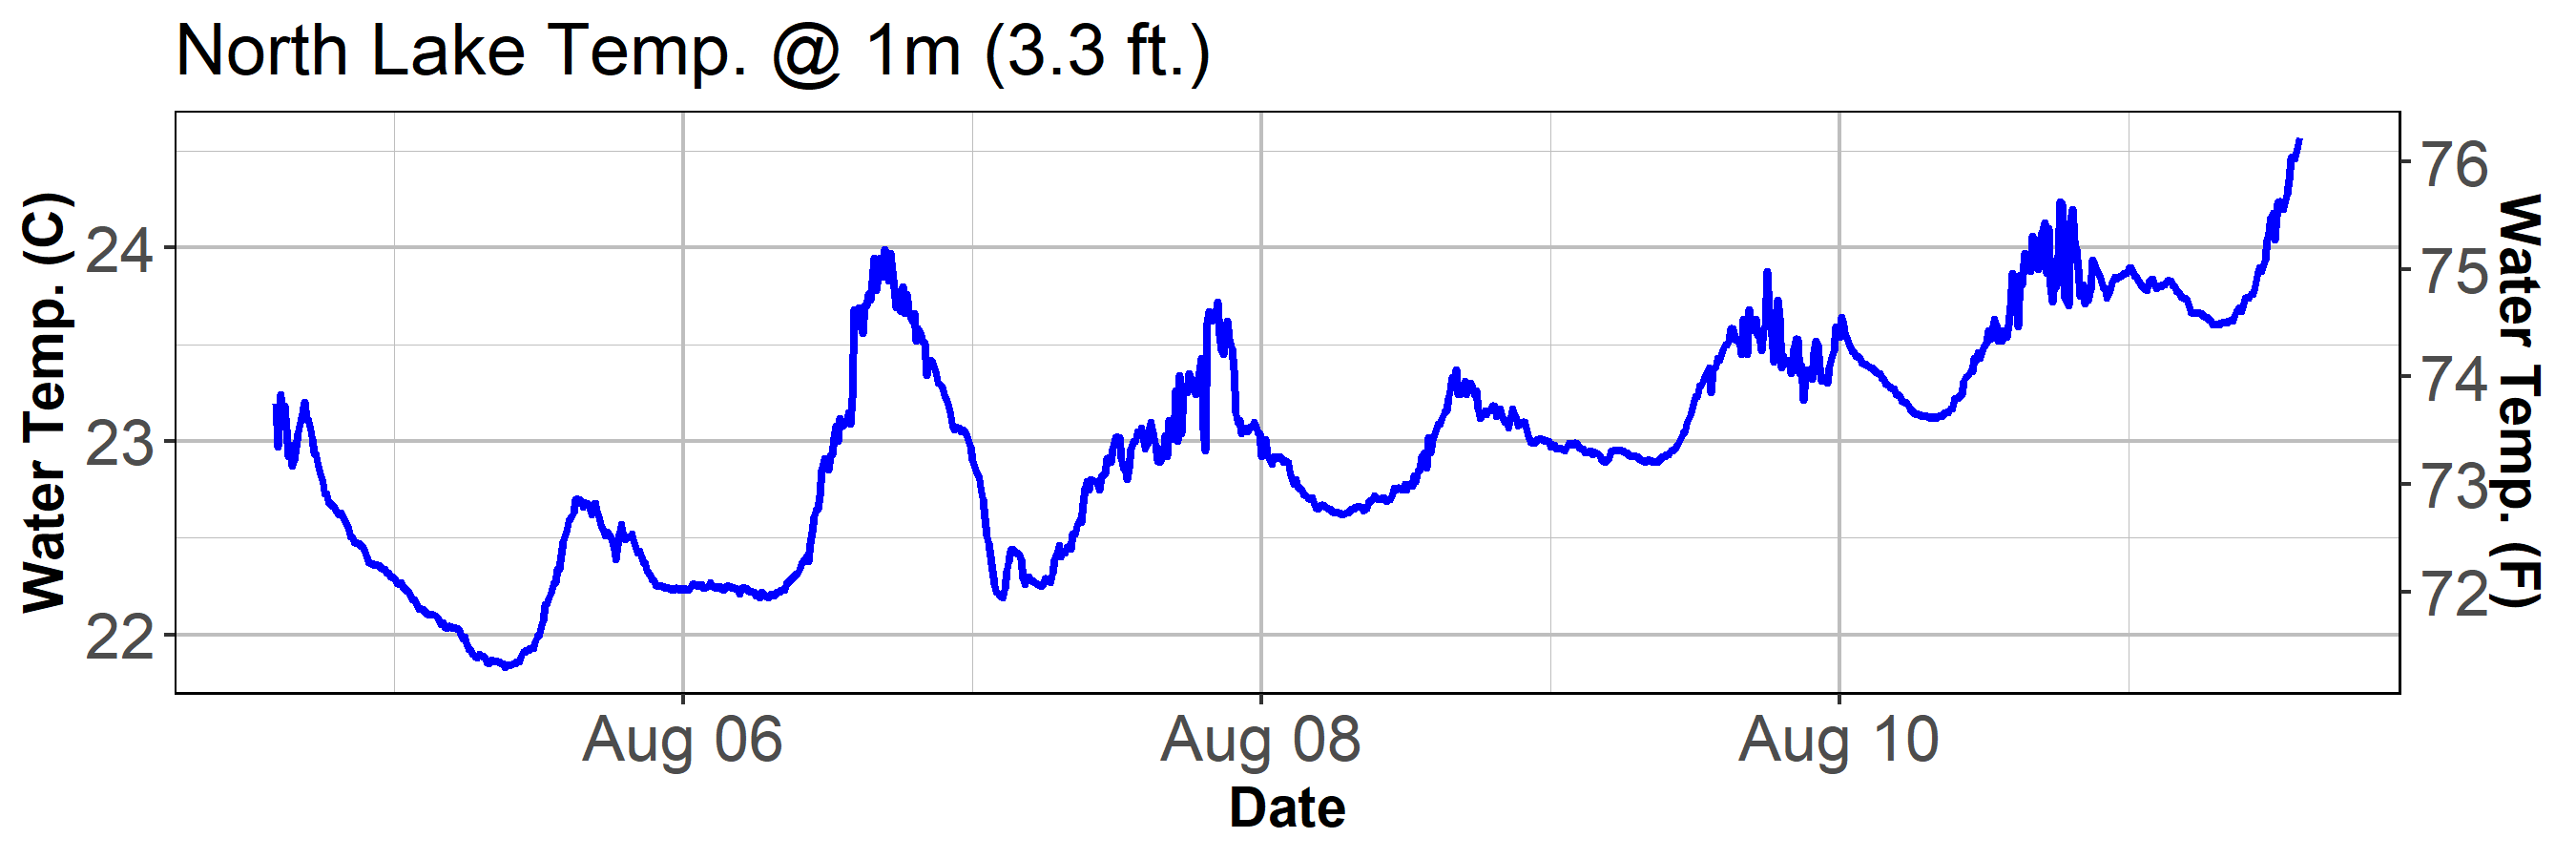 North Lake Temp. @ 1m (3.3 ft.)
Water Temp. (C)
24
23
22
76
75
74
73
72
Water Temp. (F)
Aug 06
Aug 08
Aug 10
Date